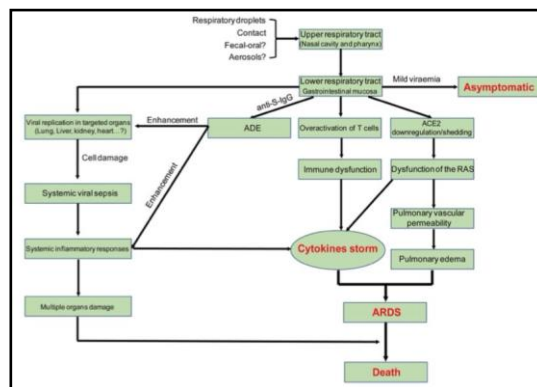 Respiratory droplets
Contact
Fecal-oral?
Aerosols?
Upper respiratory tract
(Nasal cavity and pharynx)
Lower respiratory tract
Gastrointestinal mucosa
Mild viraemia
Asymptomatic
anti-S-IgG
Viral replication in targeted organs
(Lung, Liver, kidney, heart…?)
Enhancement
ADE
Overactivation of T cells
ACE2
downregulation/shedding
Cell damage
Enhancement
Immune dysfunction
Dysfunction of the RAS
Systemic viral sepsis
Pulmonary vascular
permeability
Systemic inflammatory responses
Cytokines storm
Pulmonary edema
Multiple organs damage
ARDS
Death